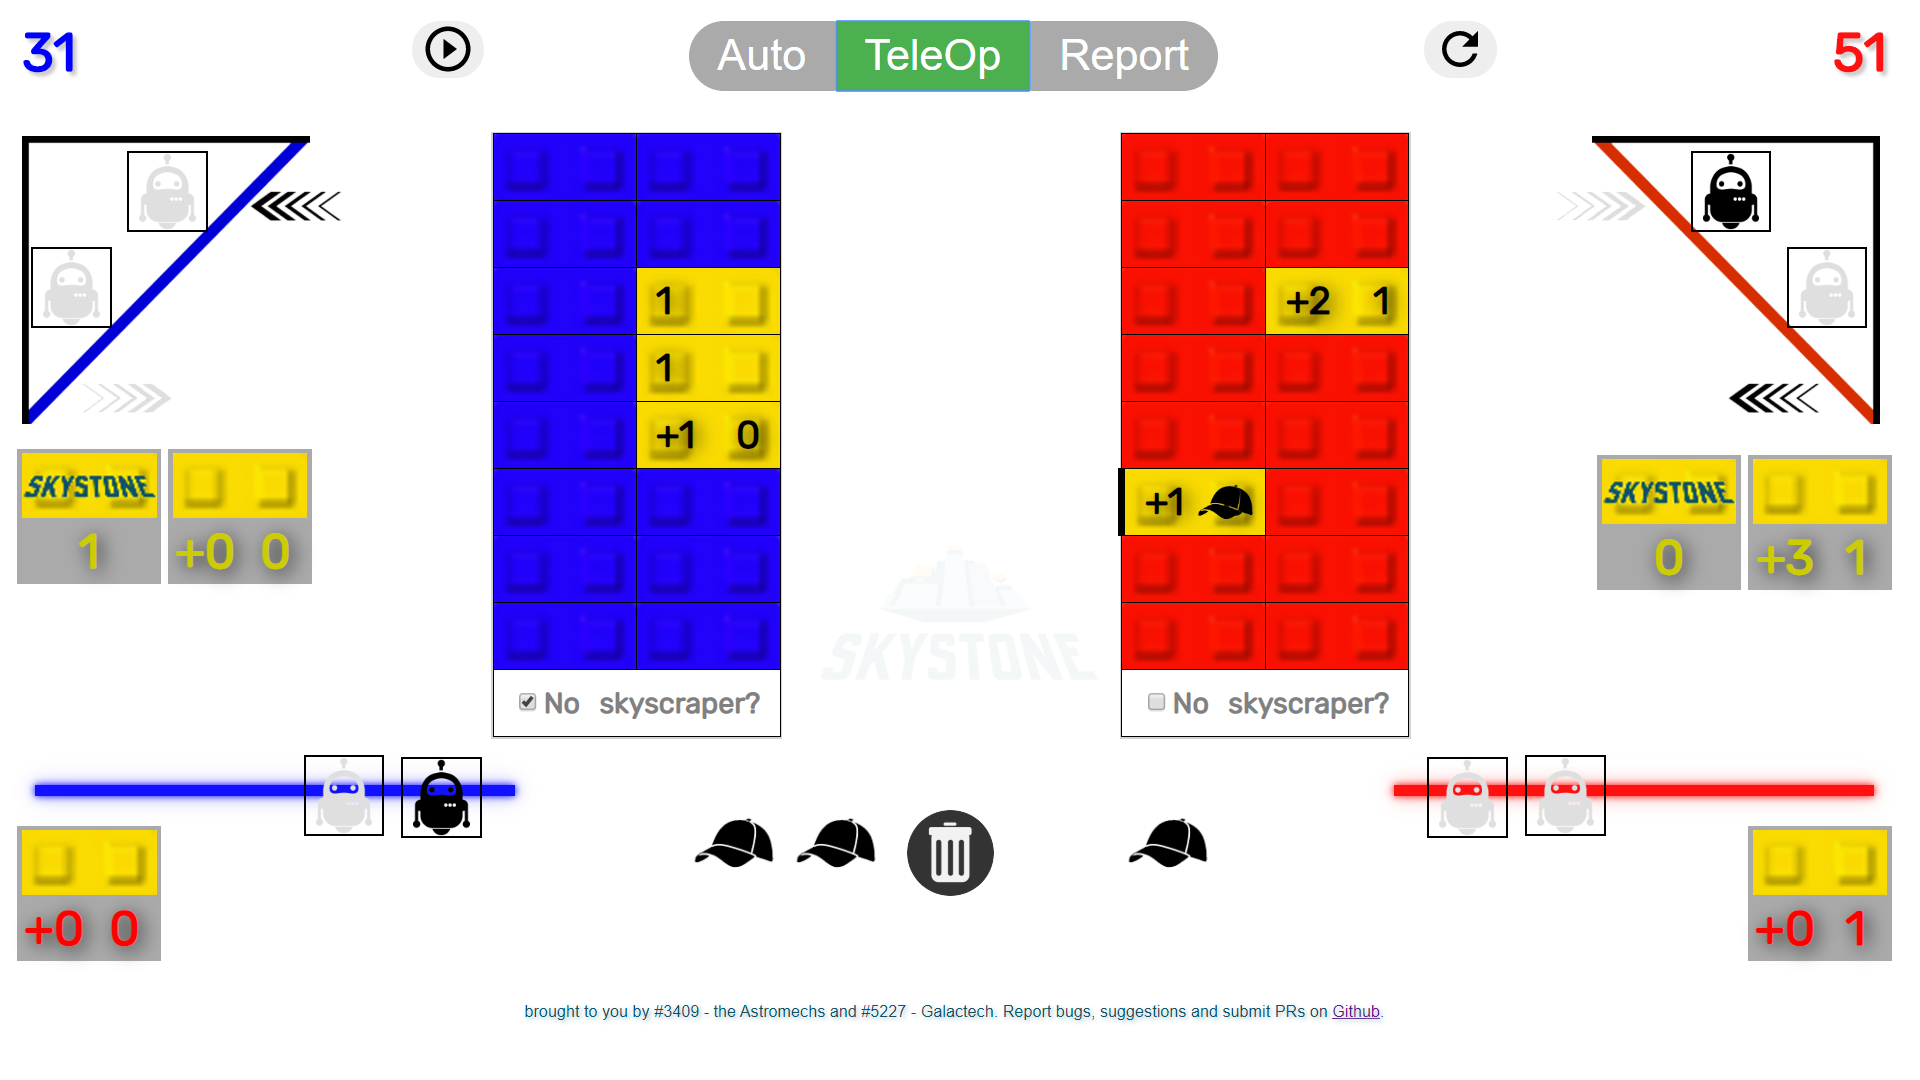 31 Auto TeleOp Report 51
1
+2 1
1
+1 0
+1
SKYSTONE
1 +0 0
SKYSTONE
0 +3 1
SKYSTONE
No skyscraper?
No skyscraper?
+0 0
+0 1
brought to you by #3409 - the Astromechs and #5227 - Galactech. Report bugs, suggestions and submit PRs on Github.